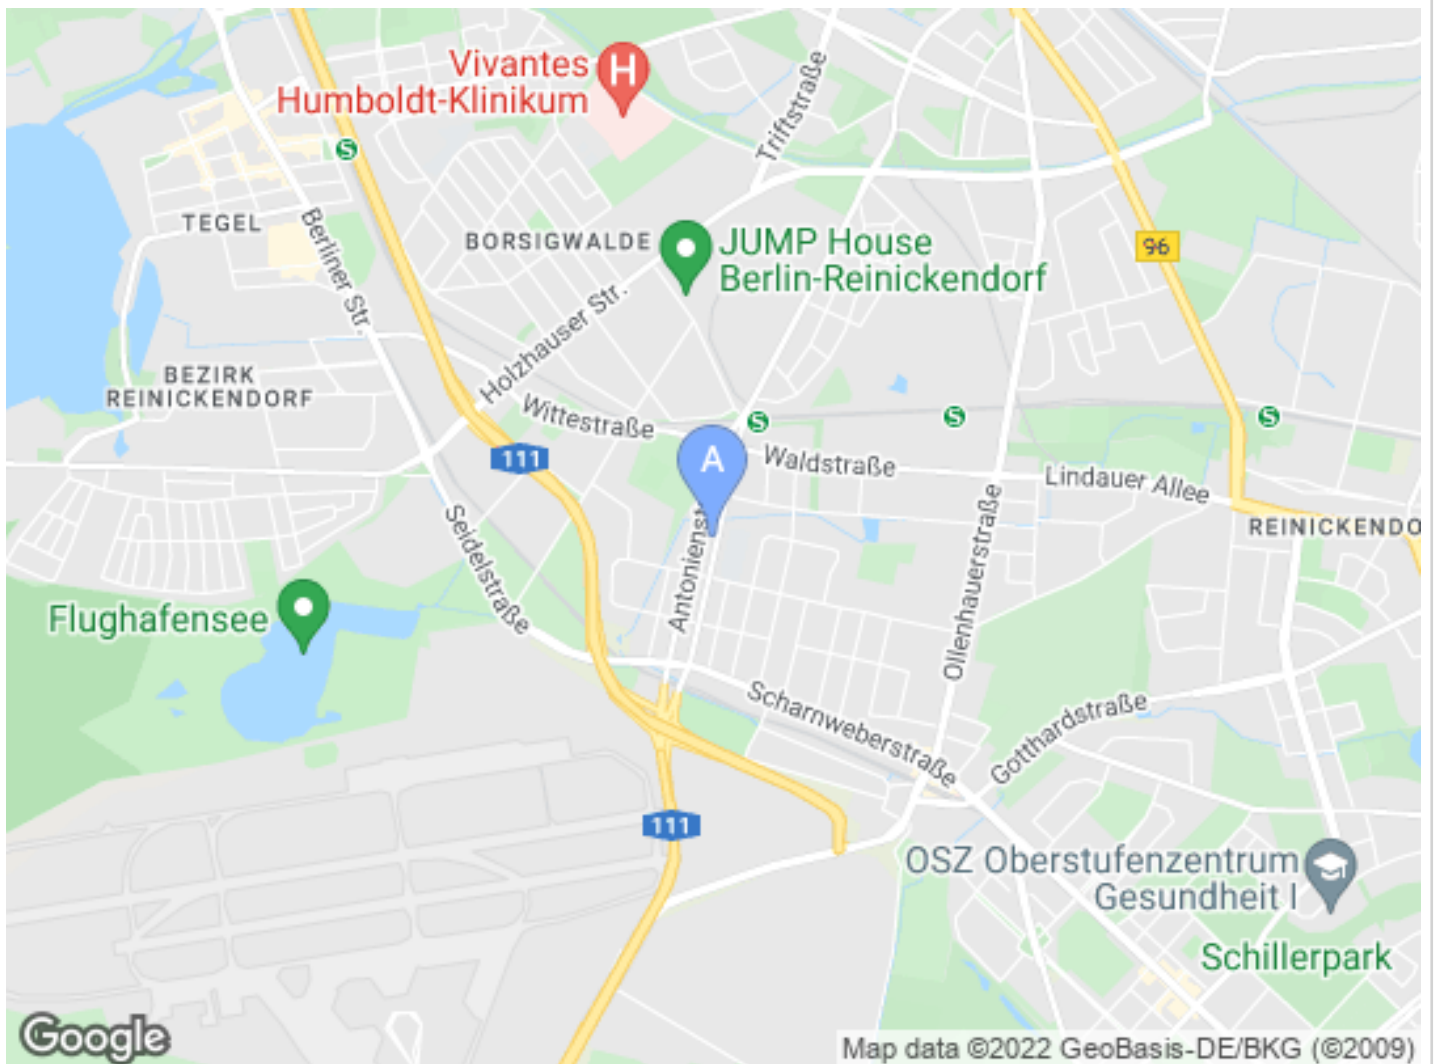 Vivantes
Humboldt-Klinikum
H
S
Triftstraße
TEGEL
Berliner Str.
BORSIGWALDE
JUMP House
Berlin-Reinickendorf
96
Holzhauser Str.
BEZIRK
REINICKENDORF
Wittestraße
S
S
S
111
A
Waldstraße
Lindauer Allee
Seidelstraße
Antonienst
Ollenhauerstraße
REINICKENDO
Flughafensee
Scharnweberstraße
Gotthardstraße
111
OSZ Oberstufenzentrum
Gesundheit I
Schillerpark
Google
Map data ©2022 GeoBasis-DE/BKG (©2009)